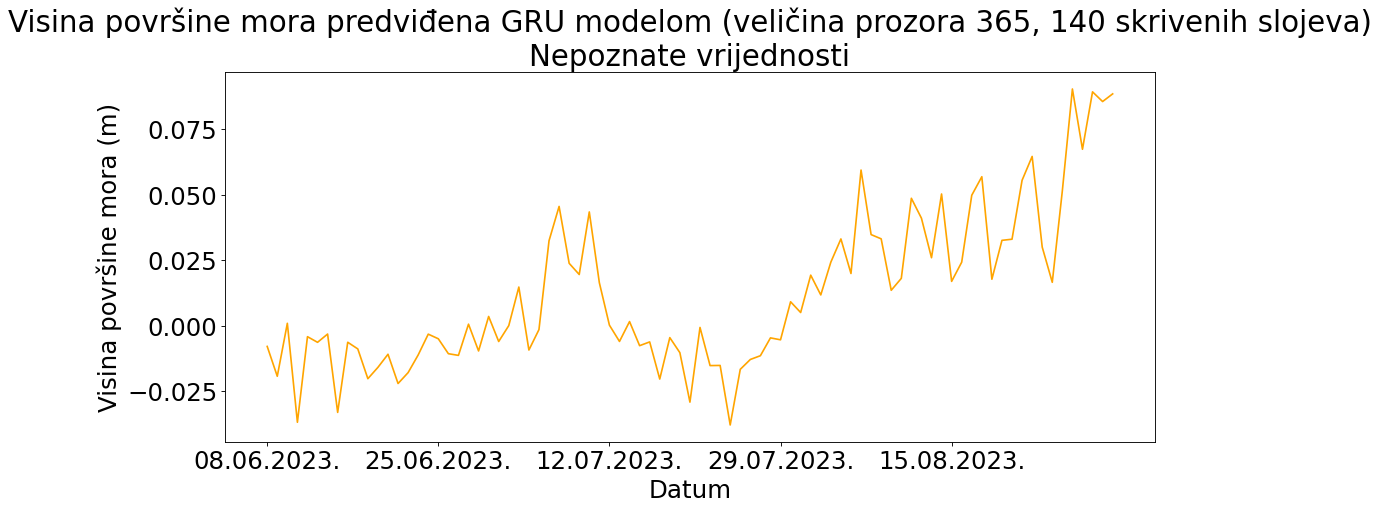 Visina površine mora predviđena GRU modelom (veličina prozora 365, 140 skrivenih slojeva)
Nepoznate vrijednosti
Visina površine mora (m)
0.075
0.050
0.025
0.000
−0.025
08.06.2023. 25.06.2023. 12.07.2023. 29.07.2023. 15.08.2023.
Datum